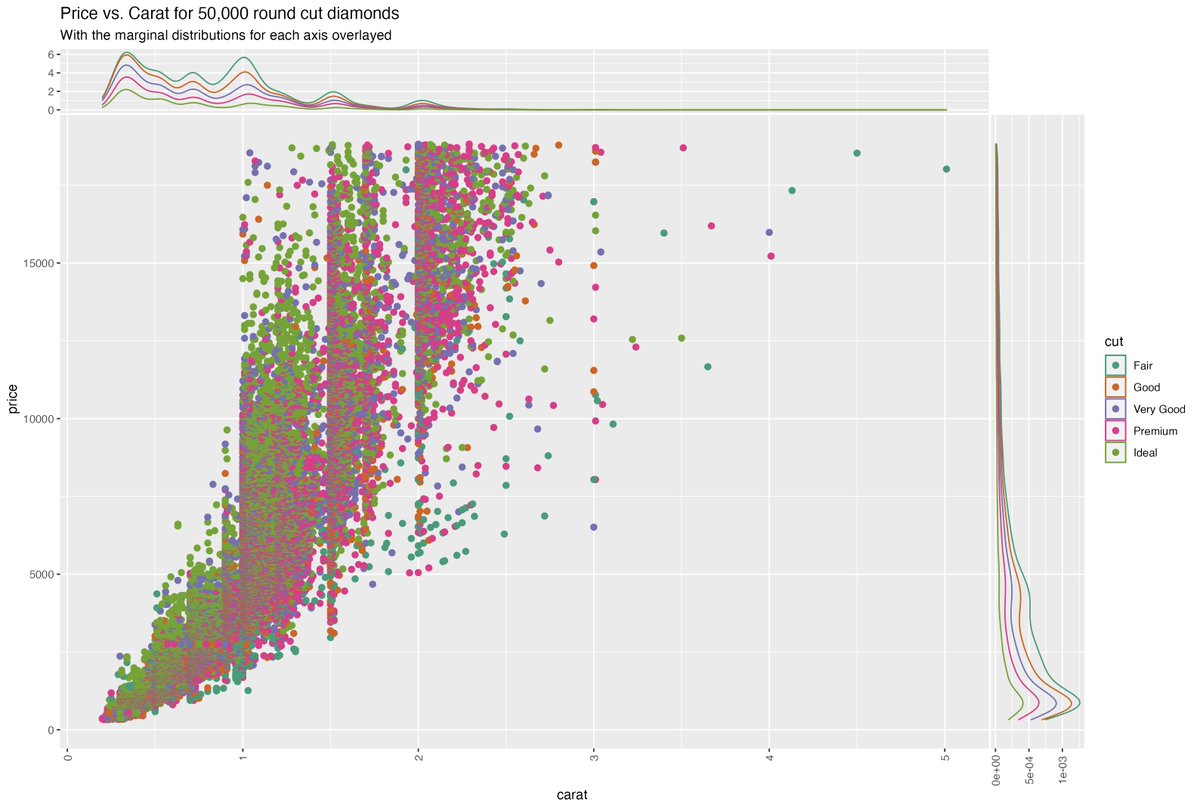 Price vs. Carat for 50,000 round cut diamonds
With the marginal distributions for each axis overlayed
6
4
2
0
15000
10000
5000
0
price
0
1
2
3
4
5
carat
0e+00
5e-04
1e-03
cut
Fair
Good
Very Good
Premium
Ideal